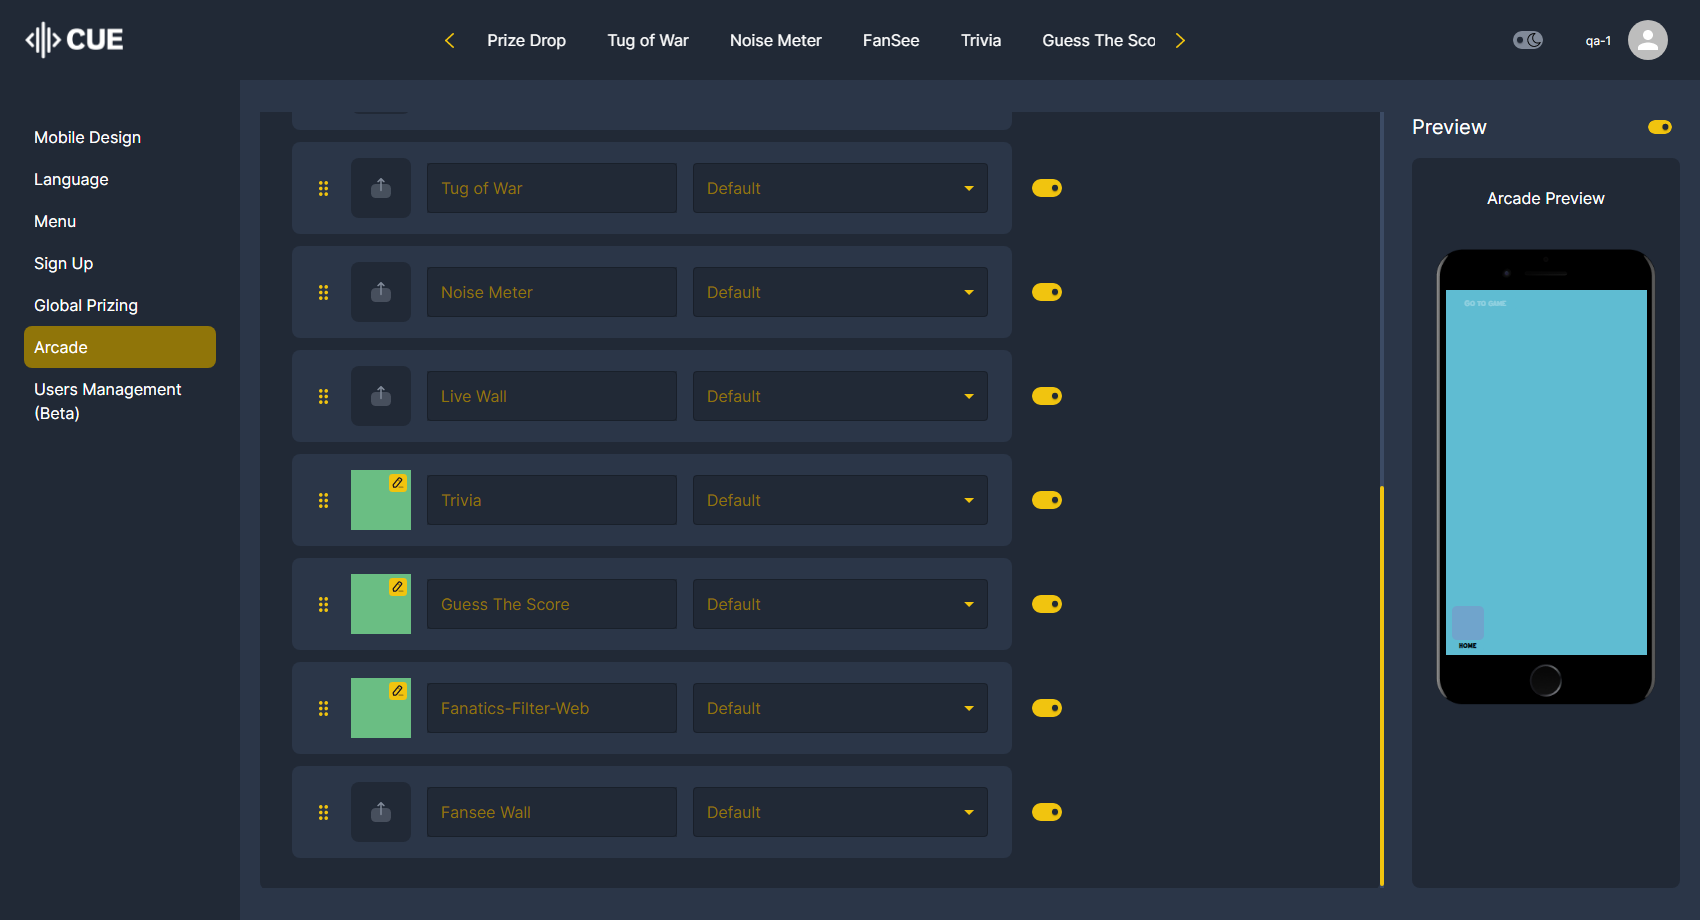 CUE
Prize Drop
Tug of War
Noise Meter
FanSee
Trivia
Guess The Sco
qa-1
Mobile Design
Language
Menu
Sign Up
Global Prizing
Arcade
Users Management
(Beta)
Tug of War
Default
Noise Meter
Default
Live Wall
Default
Trivia
Default
Guess The Score
Default
Fanatics-Filter-Web
Default
Fansee Wall
Default
Preview
Arcade Preview
GO TO GAME
HOME